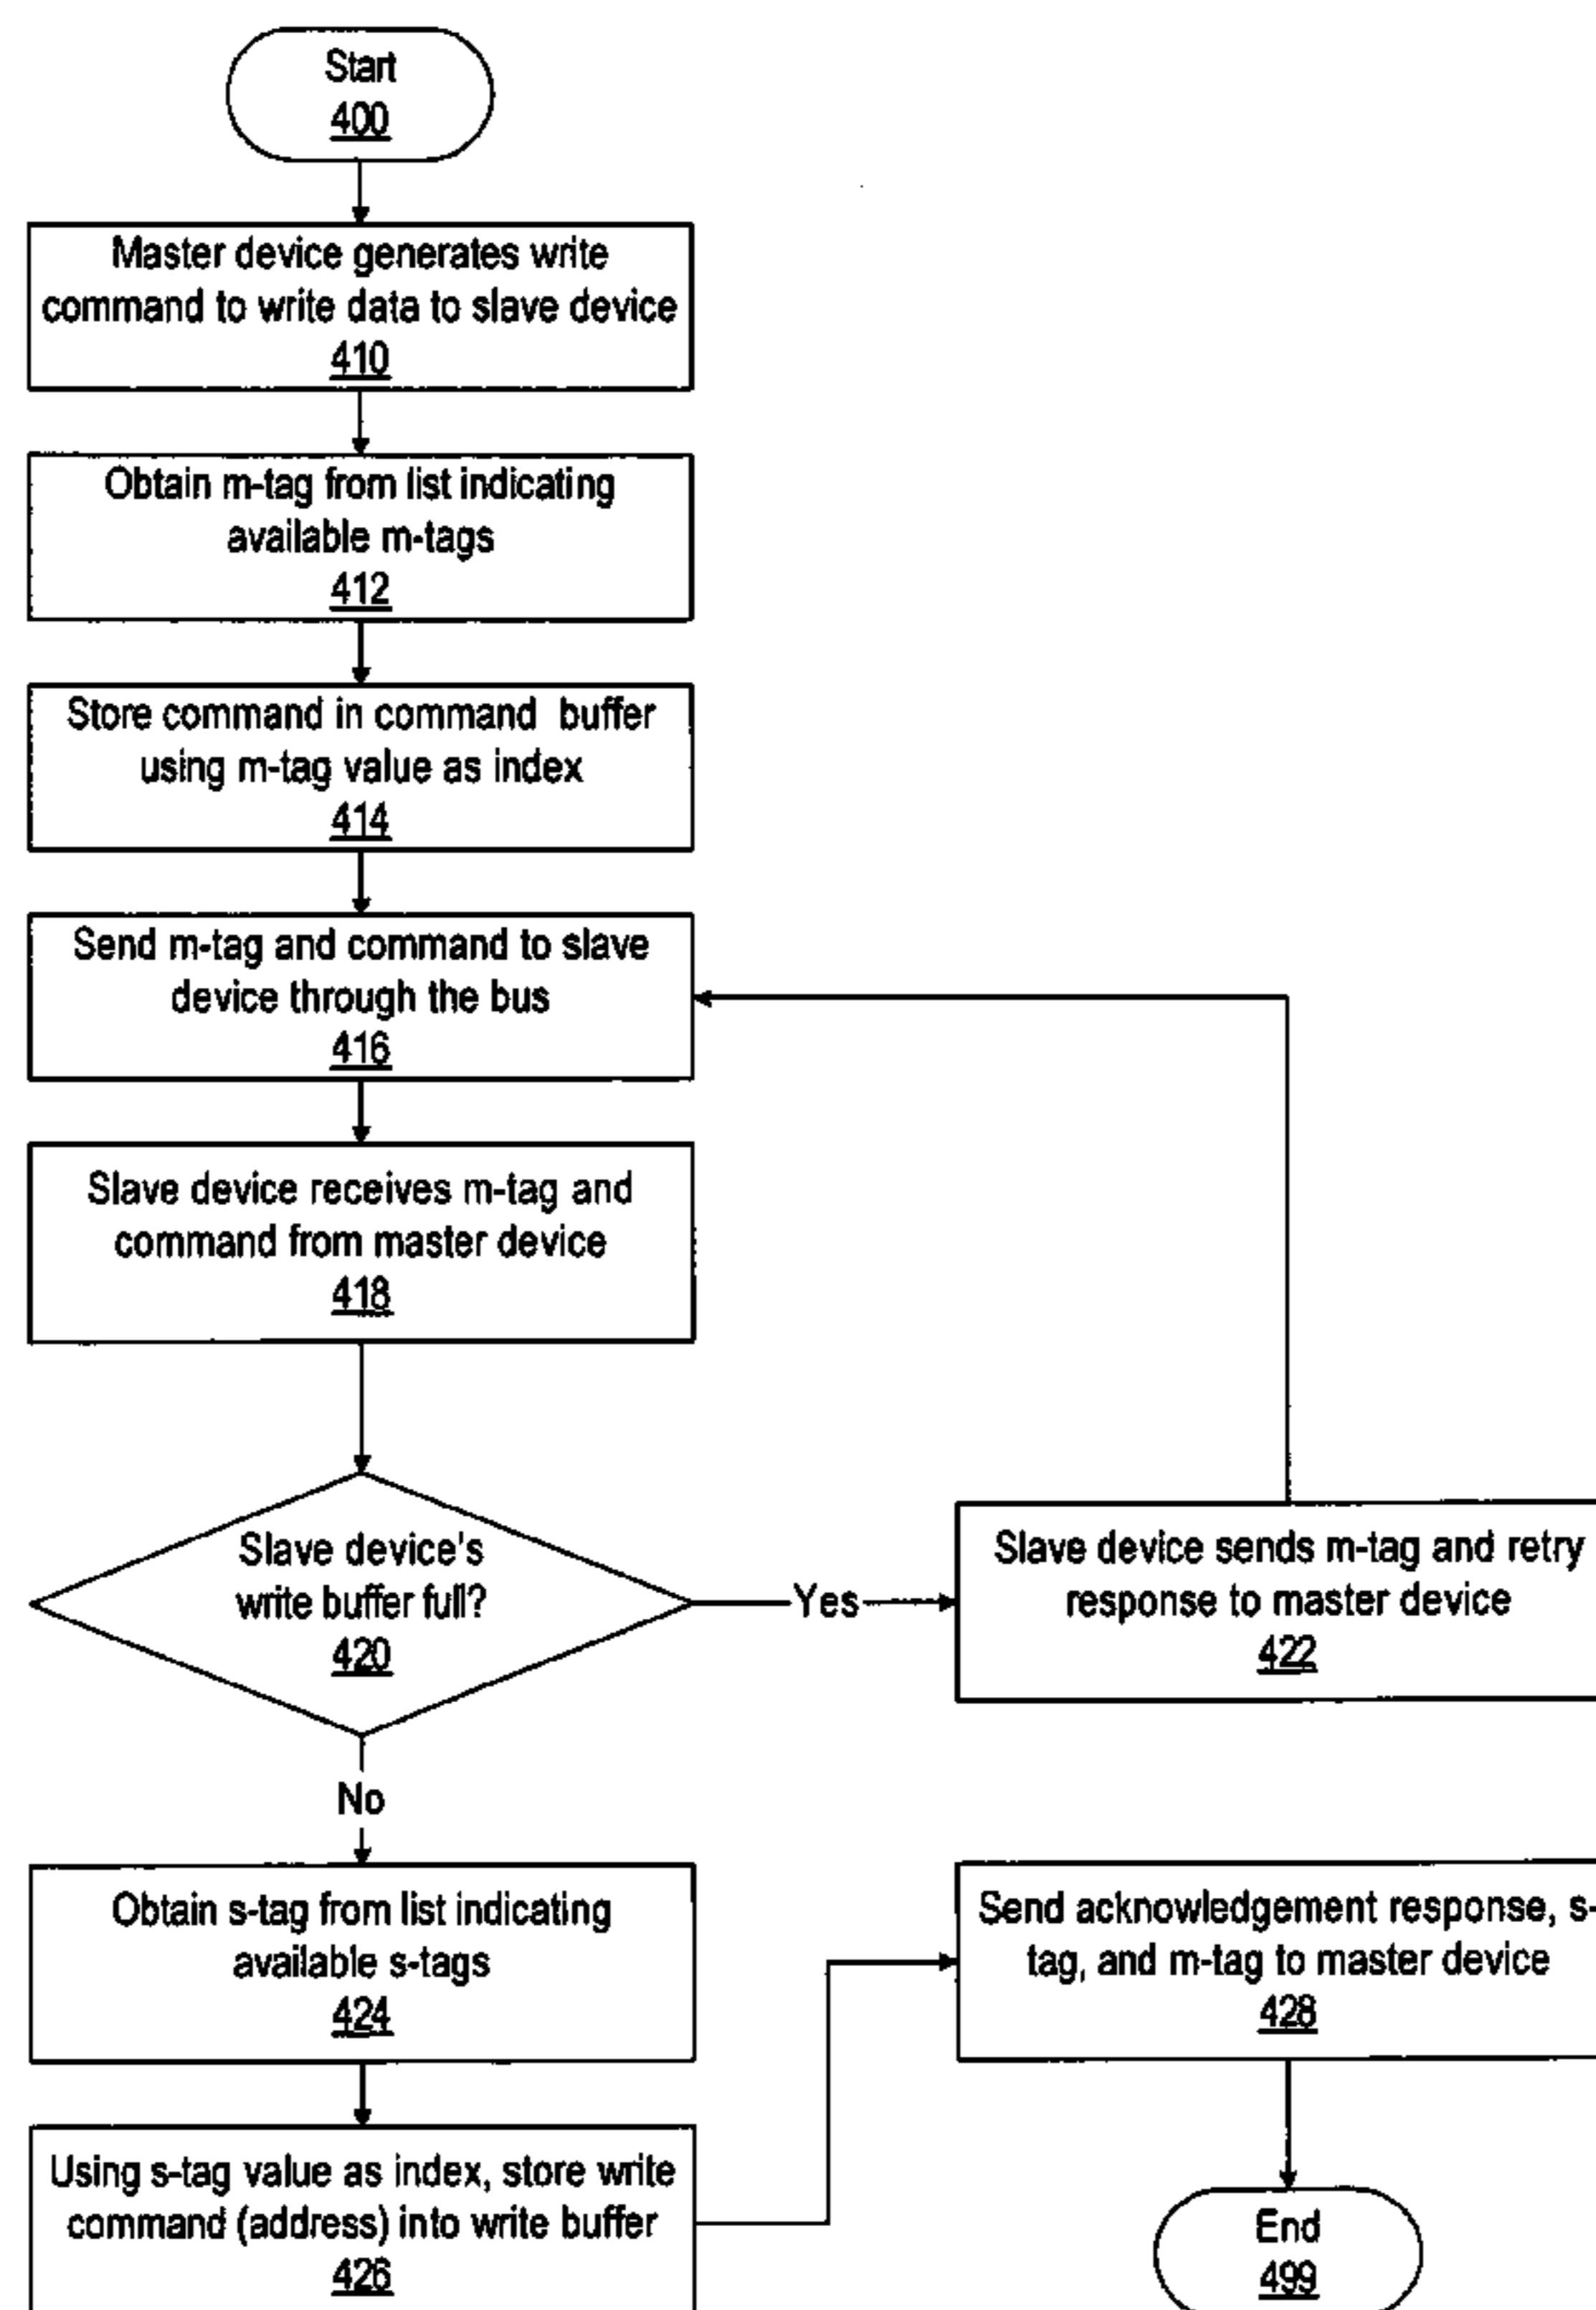 Start
400
Master device generates write
command to write data to slave device
410
Obtain m-tag from list indicating
available m-tags
412
Store command in command buffer
using m-tag value as index
414
Send m-tag and command to slave
device through the bus
416
Slave device receives m-tag and
command from master device
418
Slave device's
write buffer full?
420
Yes
Slave device sends m-tag and retry
response to master device
422
No
Obtain s-tag from list indicating
available s-tags
424
Using s-tag value as index, store write
command (address) into write buffer
426
Send acknowledgement response, s-
tag, and m-tag to master device
428
End
499